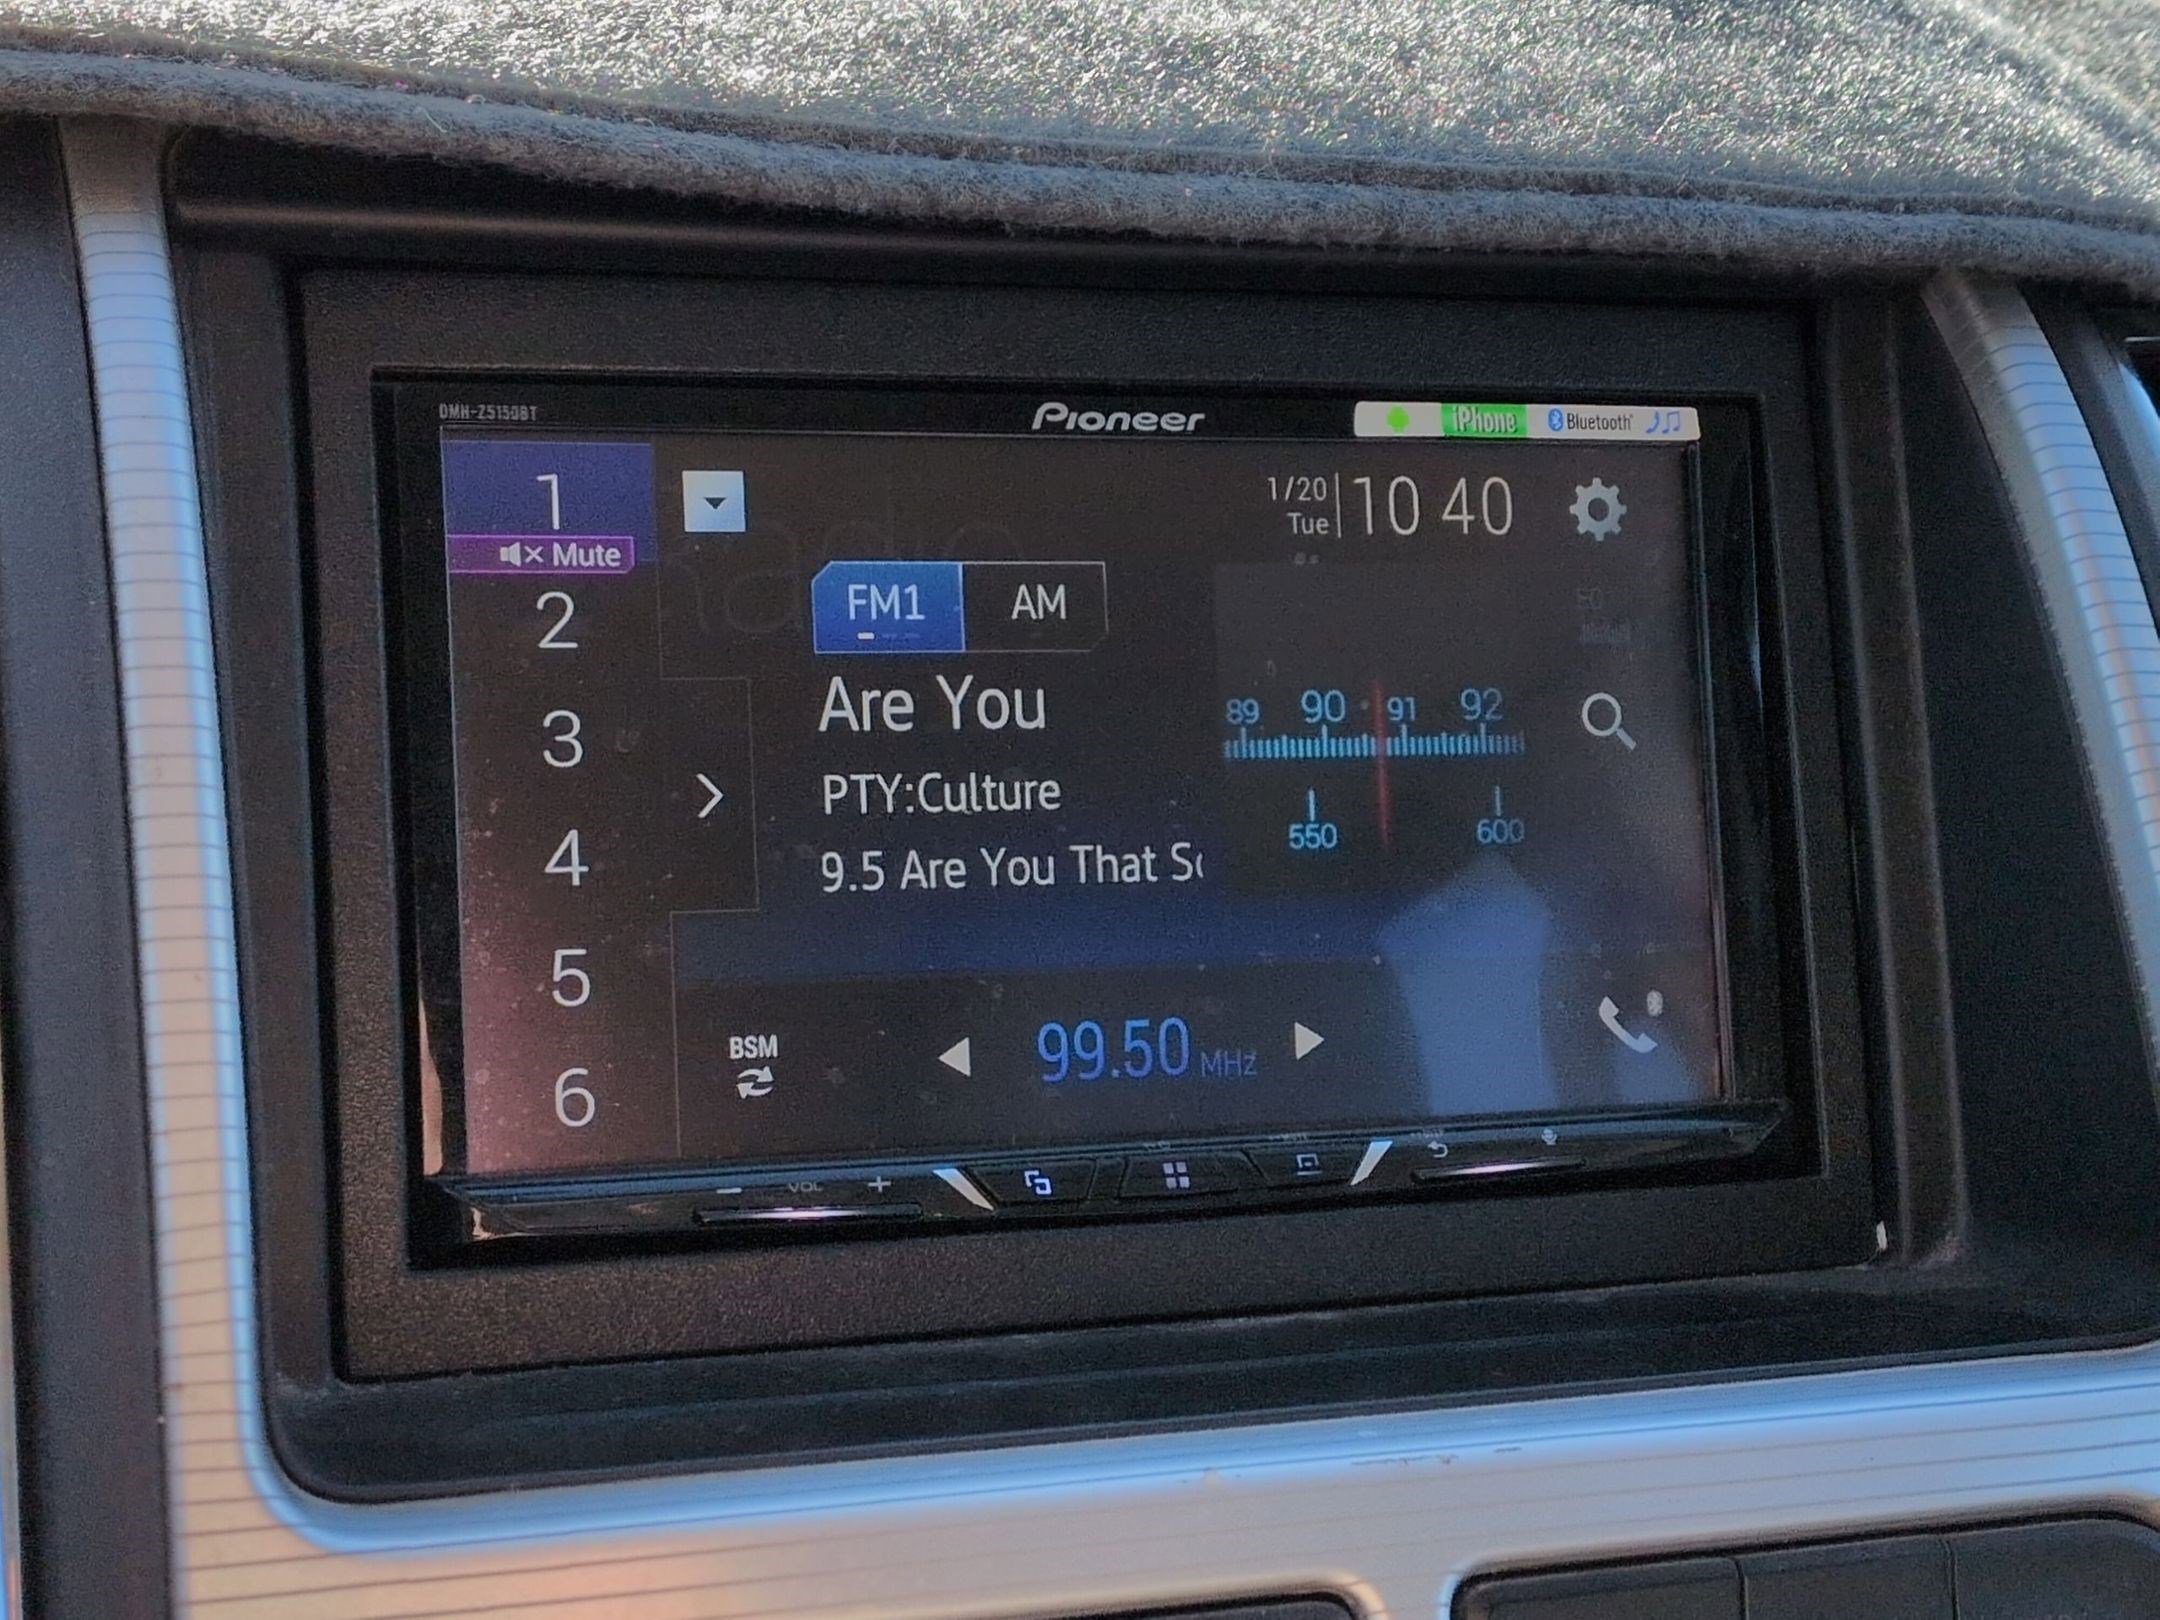 DMH-Z5150BT
Pioneer
iPhone Bluetooth
1
Mute
1/20
Tue
10 40
FM1 AM
2
Are You
89 90 91 92
3
PTY:Culture
550 600
4
9.5 Are You That
5
BSM
99.50 MHz
6
VOL